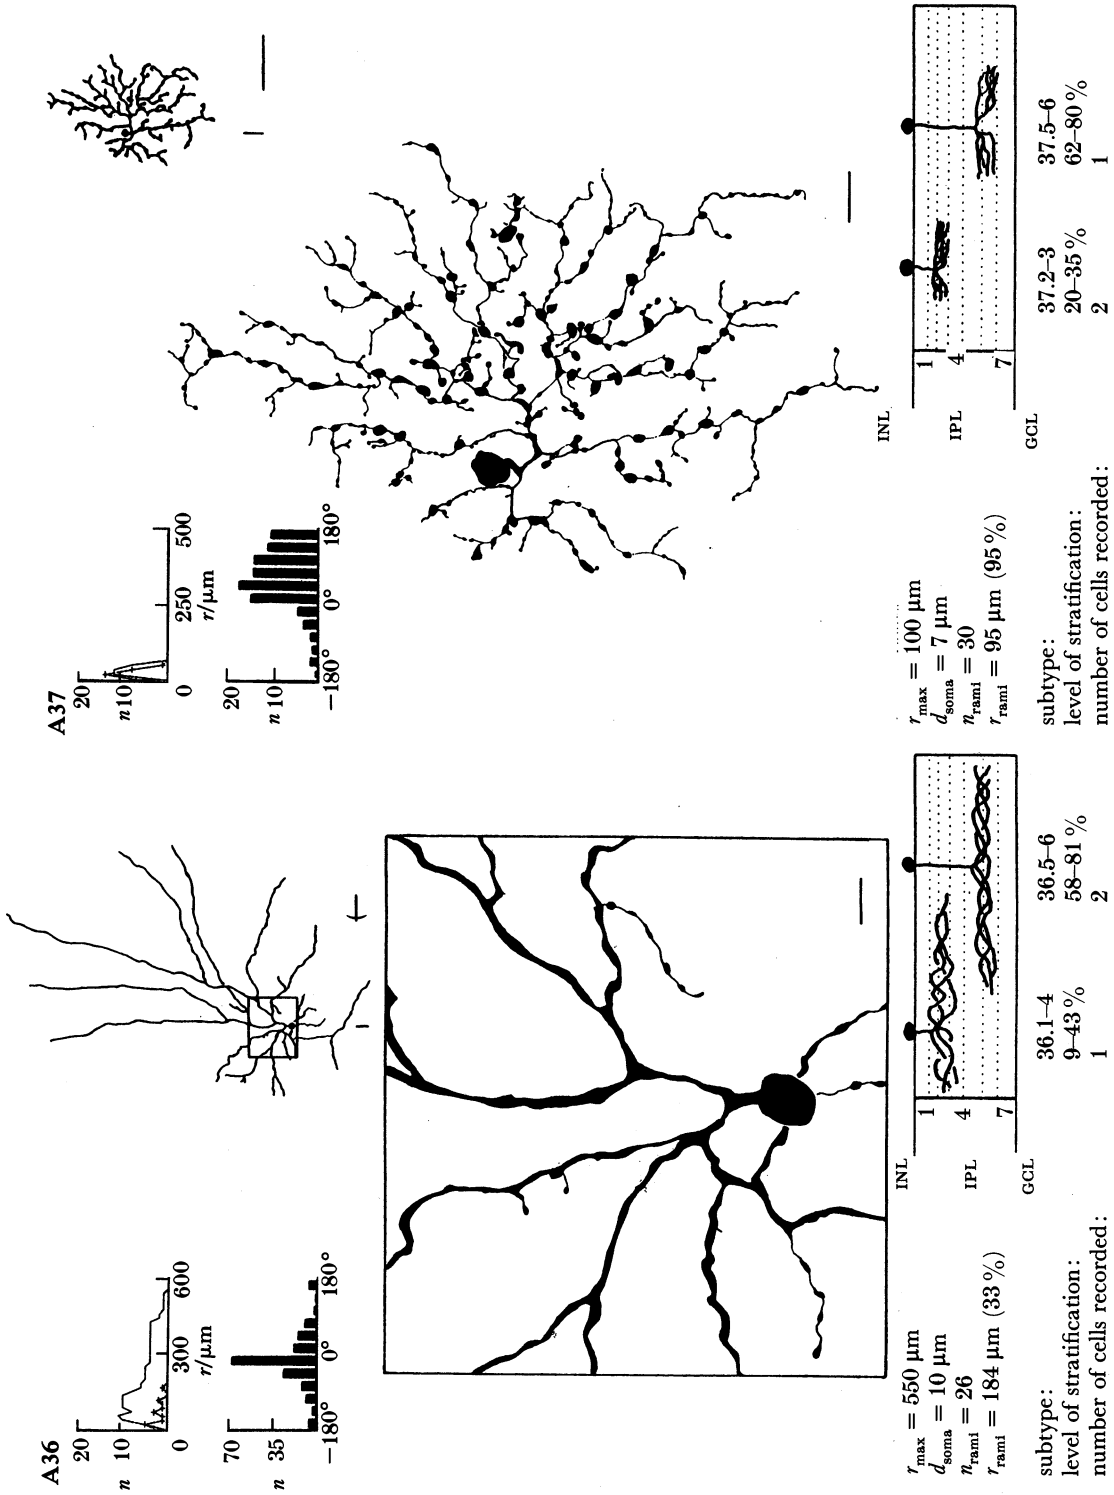 A36
20
10
n
0
300
600
r/µm
70
35
n
−180°
0°
180°
r_max = 550 µm
d_soma = 10 µm
n_rami = 26
r_rami = 184 µm (33 %)
INL
IPL
GCL
1
4
7
subtype: 36.1–4 36.5–6
level of stratification: 9–43 % 58–81 %
number of cells recorded: 1 2
A37
20
n 10
0
250
500
r/µm
20
n 10
−180°
0°
180°
r_max = 100 µm
d_soma = 7 µm
n_rami = 30
r_rami = 95 µm (95 %)
INL
IPL
GCL
1
4
7
subtype: 37.2–3 37.5–6
level of stratification: 20–35 % 62–80 %
number of cells recorded: 2 1